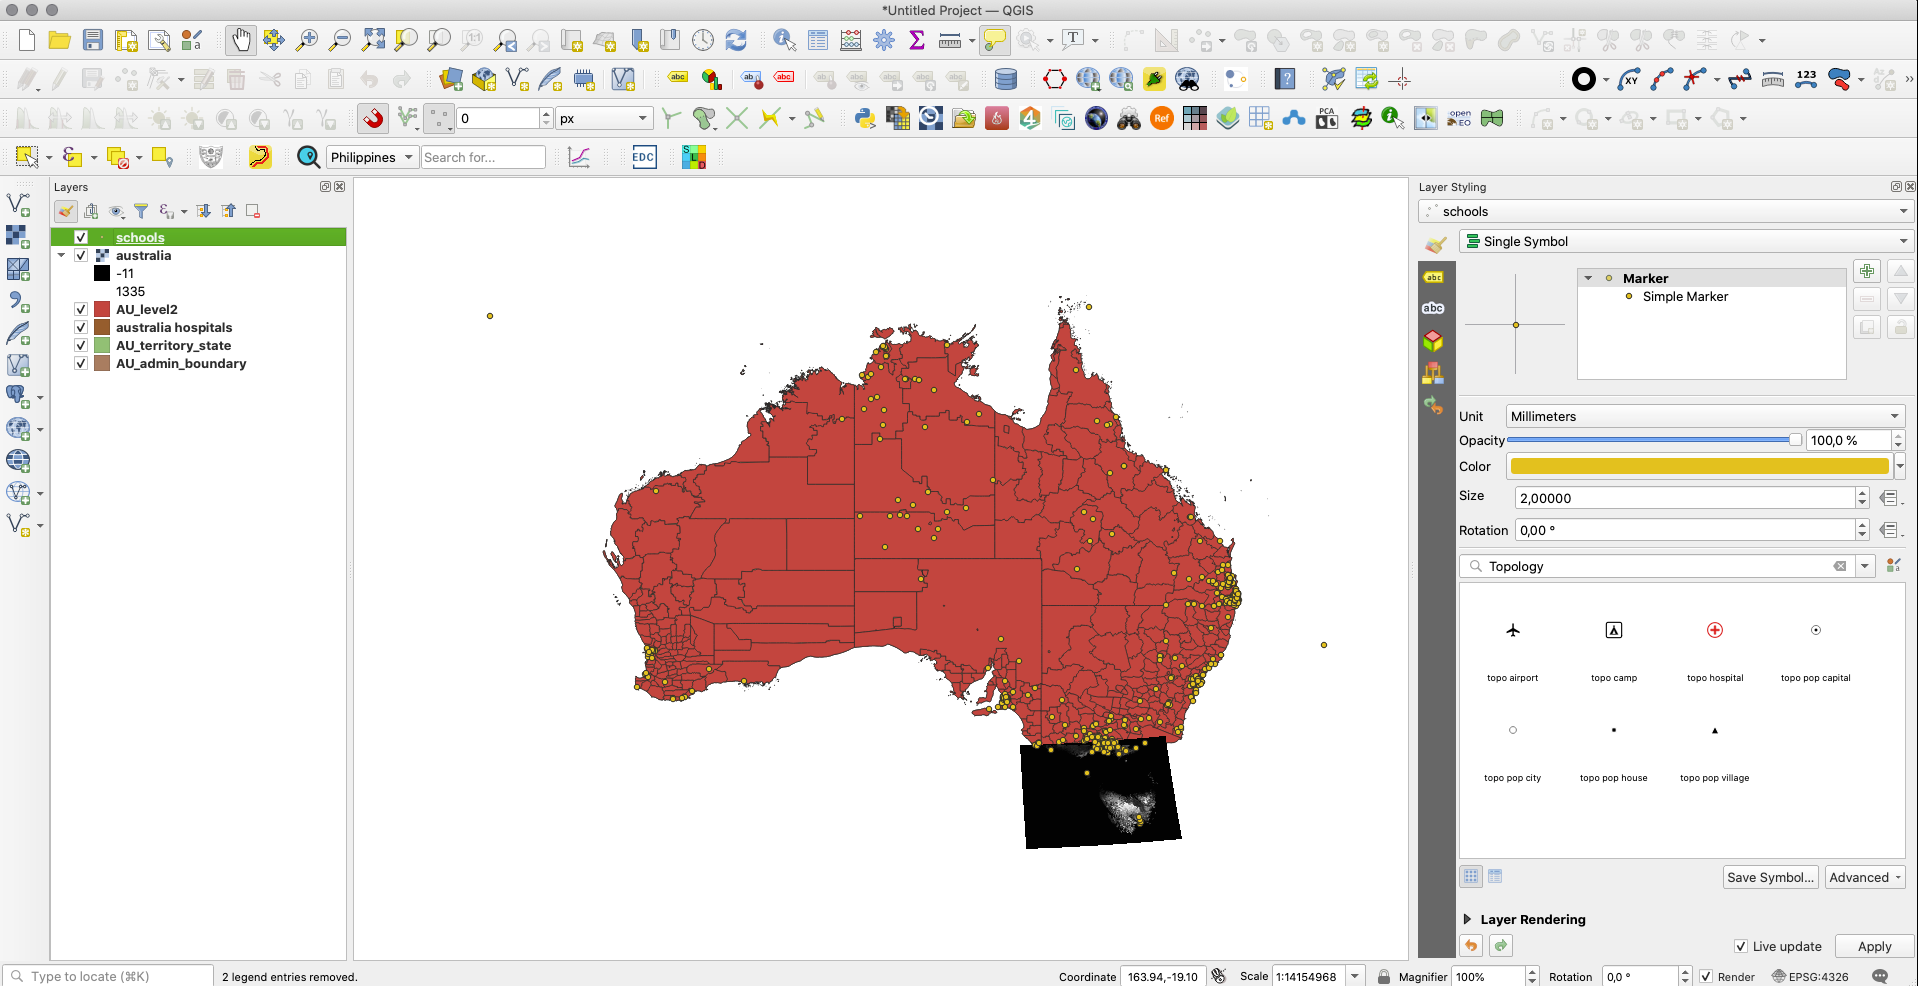 *Untitled Project — QGIS
abc
abc
123
XY
0
px
Ref
PCA
open
EO
Philippines
Search for...
EDC
Layers
Layer Styling
schools
schools
Single Symbol
australia
-11
1335
AU_level2
australia hospitals
AU_territory_state
AU_admin_boundary
abc
abc
Marker
Simple Marker
Unit
Millimeters
Opacity
100,0 %
Color
Size
2,00000
Rotation
0,00 °
Topology
topo airport
topo camp
topo hospital
topo pop capital
topo pop city
topo pop house
topo pop village
Save Symbol...
Advanced
Layer Rendering
Live update
Apply
Type to locate (⌘K)
2 legend entries removed.
Coordinate
163.94,-19.10
Scale
1:14154968
Magnifier
100%
Rotation
0,0 °
Render
EPSG:4326